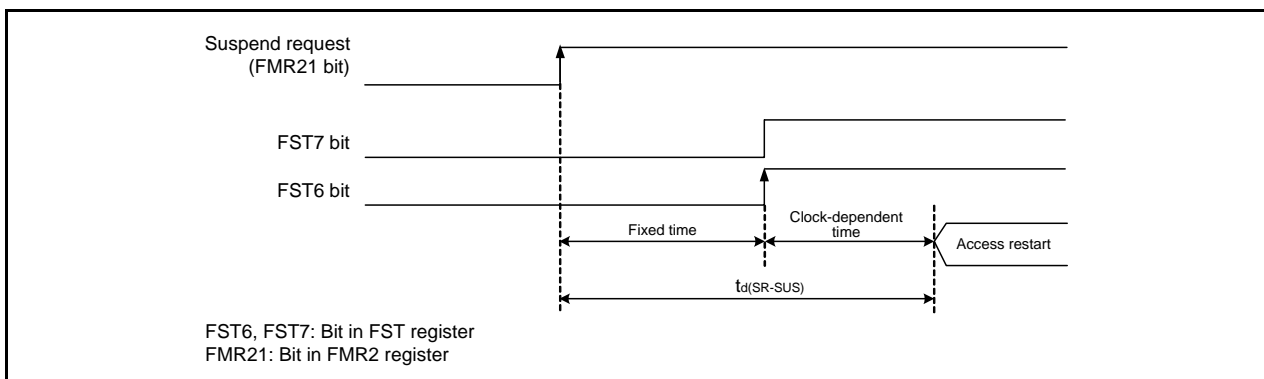 Suspend request
(FMR21 bit)
FST7 bit
FST6 bit
Fixed time
Clock-dependent
time
Access restart
td(SR-SUS)
FST6, FST7: Bit in FST register
FMR21: Bit in FMR2 register